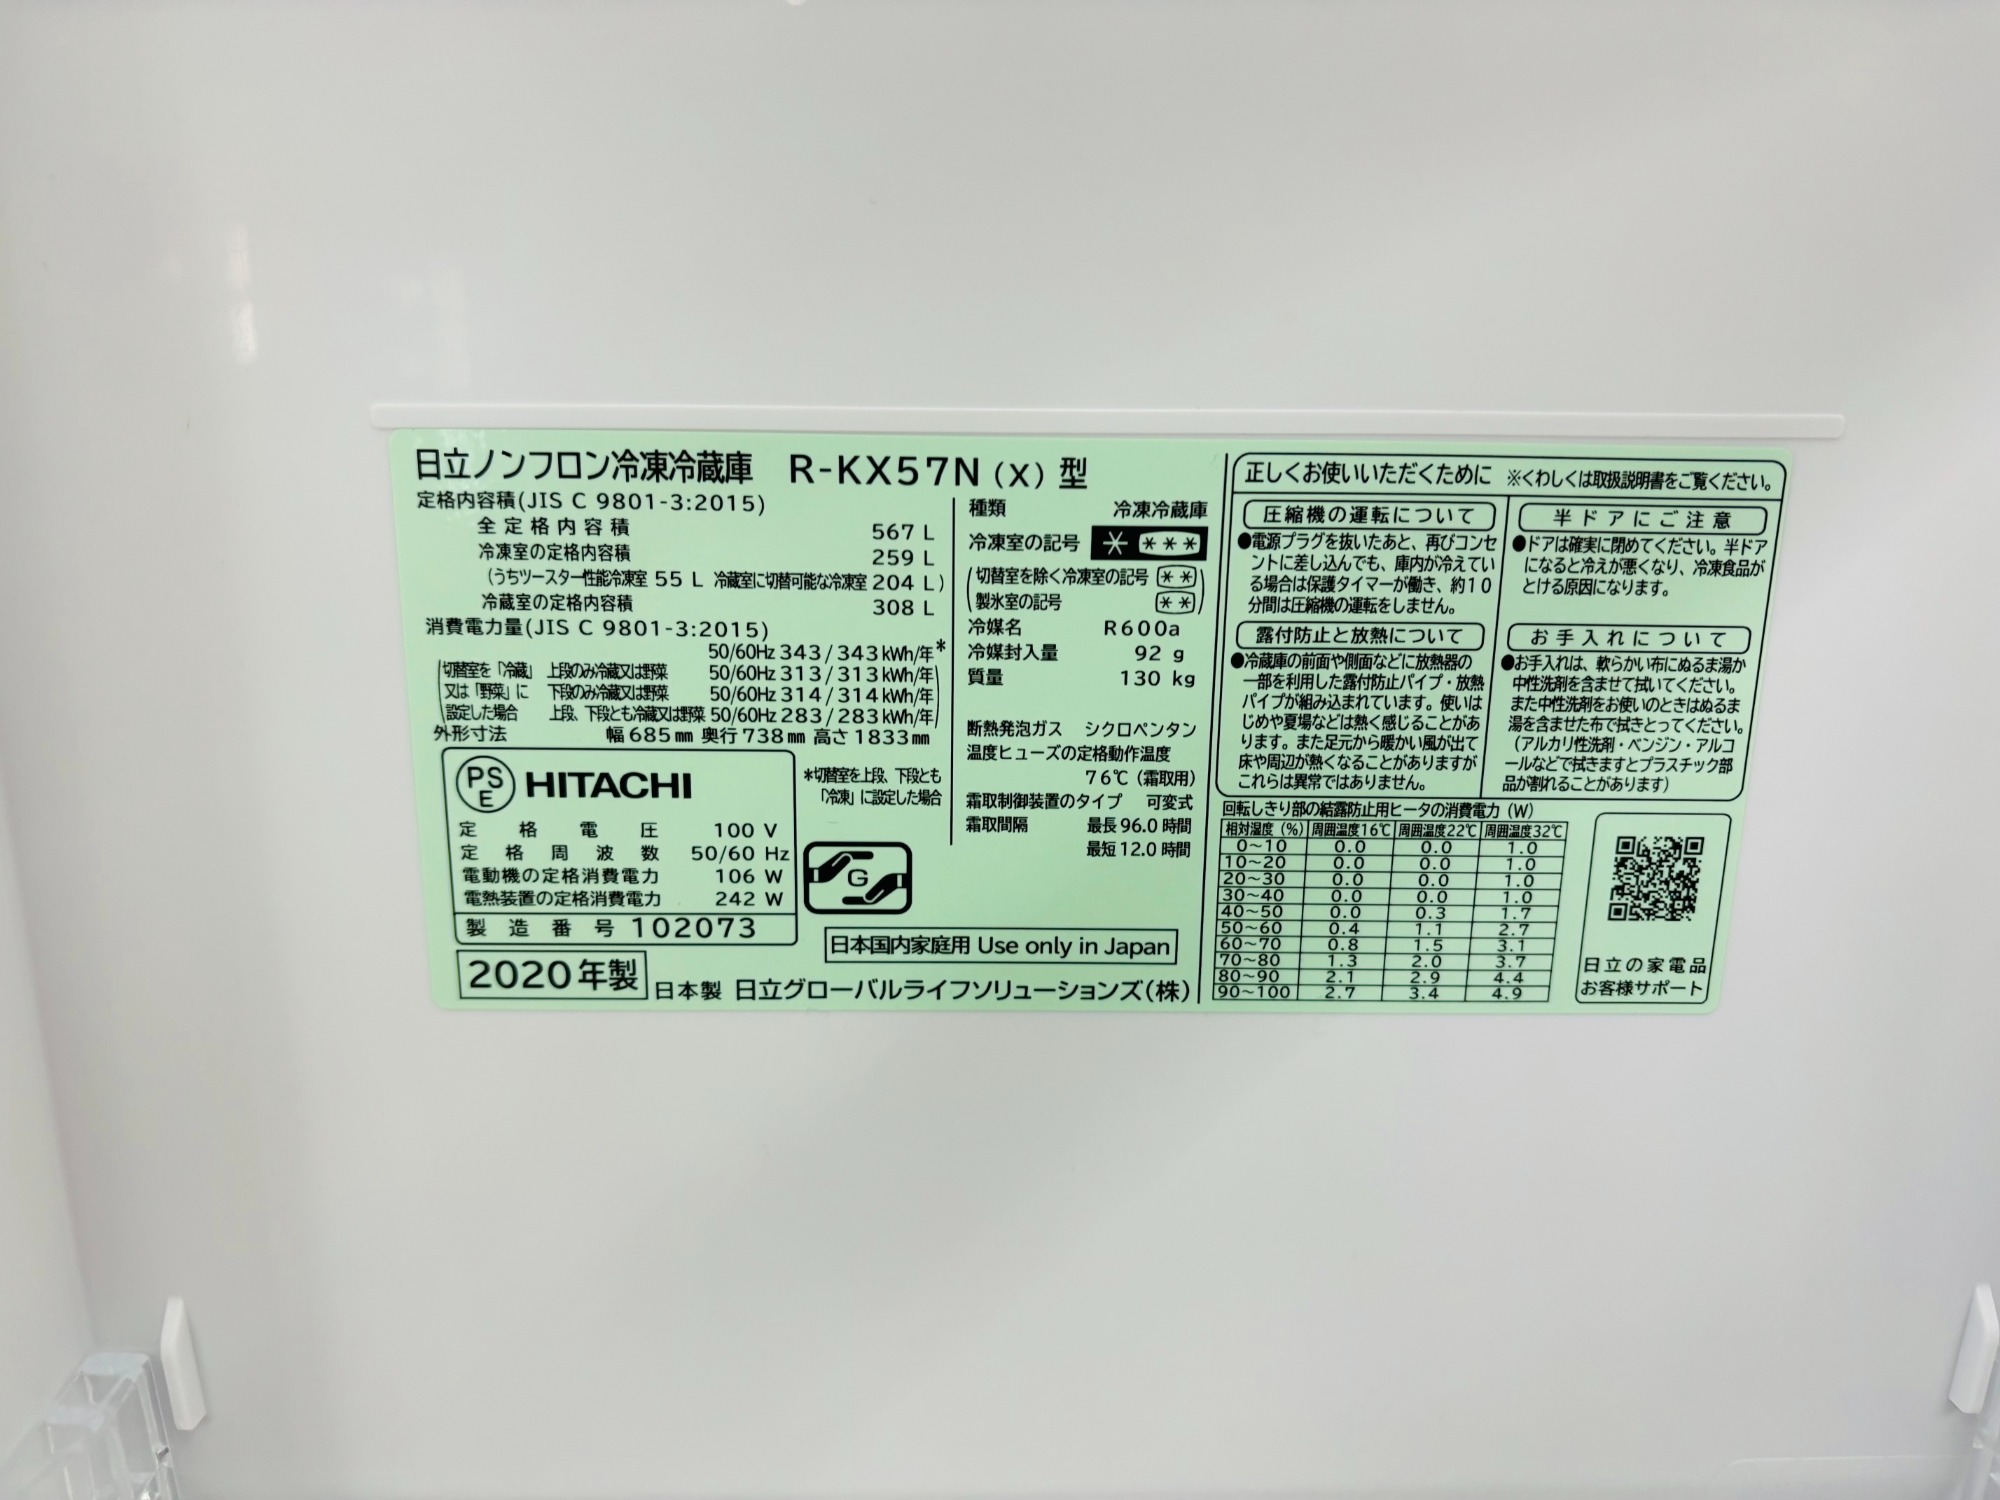 日立ノンフロン冷凍冷蔵庫 R-KX57N(X)型
定格内容積(JIS C 9801-3:2015)
全定格内容積 567 L
冷凍室の定格内容積 259 L
(うちツースター性能冷凍室 55 L 冷蔵室に切替可能な冷凍室 204 L)
冷蔵室の定格内容積 308 L
消費電力量(JIS C 9801-3:2015)
50/60Hz 343/343kWh/年*
(切替室を「冷蔵」 上段のみ冷蔵又は野菜 50/60Hz 313/313kWh/年
又は「野菜」に 下段のみ冷蔵又は野菜 50/60Hz 314/314kWh/年
設定した場合 上段、下段とも冷蔵又は野菜 50/60Hz 283/283kWh/年)
外形寸法 幅685mm 奥行738mm 高さ1833mm
PS
E HITACHI
定格電圧 100 V
定格周波数 50/60 Hz
電動機の定格消費電力 106 W
電熱装置の定格消費電力 242 W
製造番号 102073
2020年製
*切替室を上段、下段とも
「冷凍」に設定した場合
G
日本国内家庭用 Use only in Japan
日本製 日立グローバルライフソリューションズ(株)
種類 冷凍冷蔵庫
冷凍室の記号 * ***
(切替室を除く冷凍室の記号 **
製氷室の記号 **)
冷媒名 R600a
冷媒封入量 92 g
質量 130 kg
断熱発泡ガス シクロペンタン
温度ヒューズの定格動作温度
76℃(霜取用)
霜取制御装置のタイプ 可変式
霜取間隔 最長96.0時間
最短12.0時間
正しくお使いいただくために ※くわしくは取扱説明書をご覧ください。
圧縮機の運転について
●電源プラグを抜いたあと、再びコンセ
ントに差し込んでも、庫内が冷えてい
る場合は保護タイマーが働き、約10
分間は圧縮機の運転をしません。
半ドアにご注意
●ドアは確実に閉めてください。半ドア
になると冷えが悪くなり、冷凍食品が
とける原因になります。
露付防止と放熱について
●冷蔵庫の前面や側面などに放熱器の
一部を利用した露付防止パイプ・放熱
パイプが組み込まれています。使いは
じめや夏場などは熱く感じることがあ
ります。また足元から暖かい風が出て
床や周辺が熱くなることがありますが
これらは異常ではありません。
お手入れについて
●お手入れは、軟らかい布にぬるま湯か
中性洗剤を含ませて拭いてください。
また中性洗剤をお使いのときはぬるま
湯を含ませた布で拭きとってください。
(アルカリ性洗剤・ベンジン・アルコ
ールなどで拭きますとプラスチック部
品が割れることがあります)
回転しきり部の結露防止用ヒータの消費電力(W)
相対湿度(%) 周囲温度16℃ 周囲温度22℃ 周囲温度32℃
0~10 0.0 0.0 1.0
10~20 0.0 0.0 1.0
20~30 0.0 0.0 1.0
30~40 0.0 0.0 1.0
40~50 0.0 0.3 1.7
50~60 0.4 1.1 2.7
60~70 0.8 1.5 3.1
70~80 1.3 2.0 3.7
80~90 2.1 2.9 4.4
90~100 2.7 3.4 4.9
日立の家電品
お客様サポート